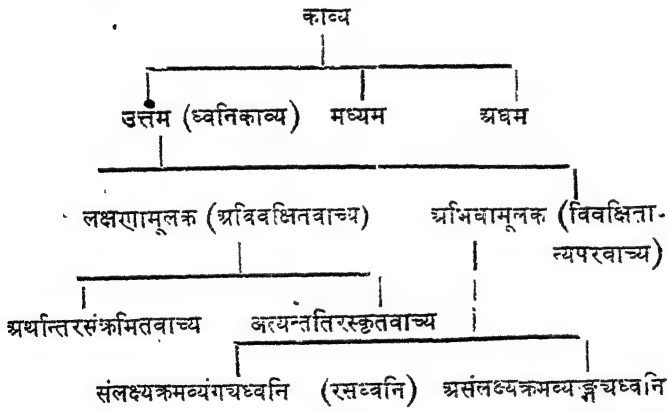 काव्य
उत्तम (ध्वनिकाव्य) मध्यम अधम
लक्षणामूलक (अविवक्षितवाच्य) अभिधामूलक (विवक्षिता-
न्यपरवाच्य)
अर्थान्तरसंक्रमितवाच्य अत्यन्ततिरस्कृतवाच्य
संलक्ष्यक्रमव्यंगचध्वनि (रसध्वनि) असंलक्ष्यक्रमव्यङ्गचध्वनि